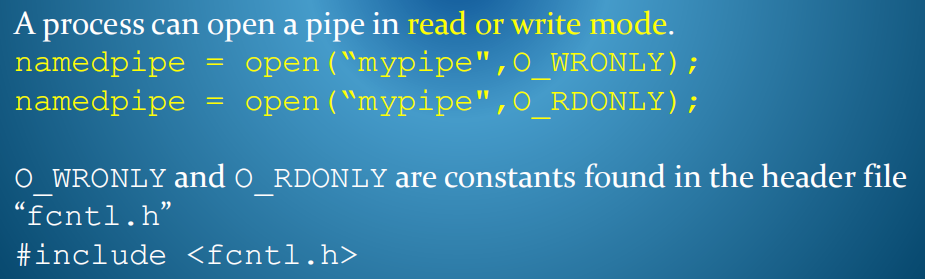 A process can open a pipe in read or write mode.
namedpipe = open(“mypipe",O_WRONLY);
namedpipe = open(“mypipe",O_RDONLY);
O_WRONLY and O_RDONLY are constants found in the header file
“fcntl.h”
#include <fcntl.h>